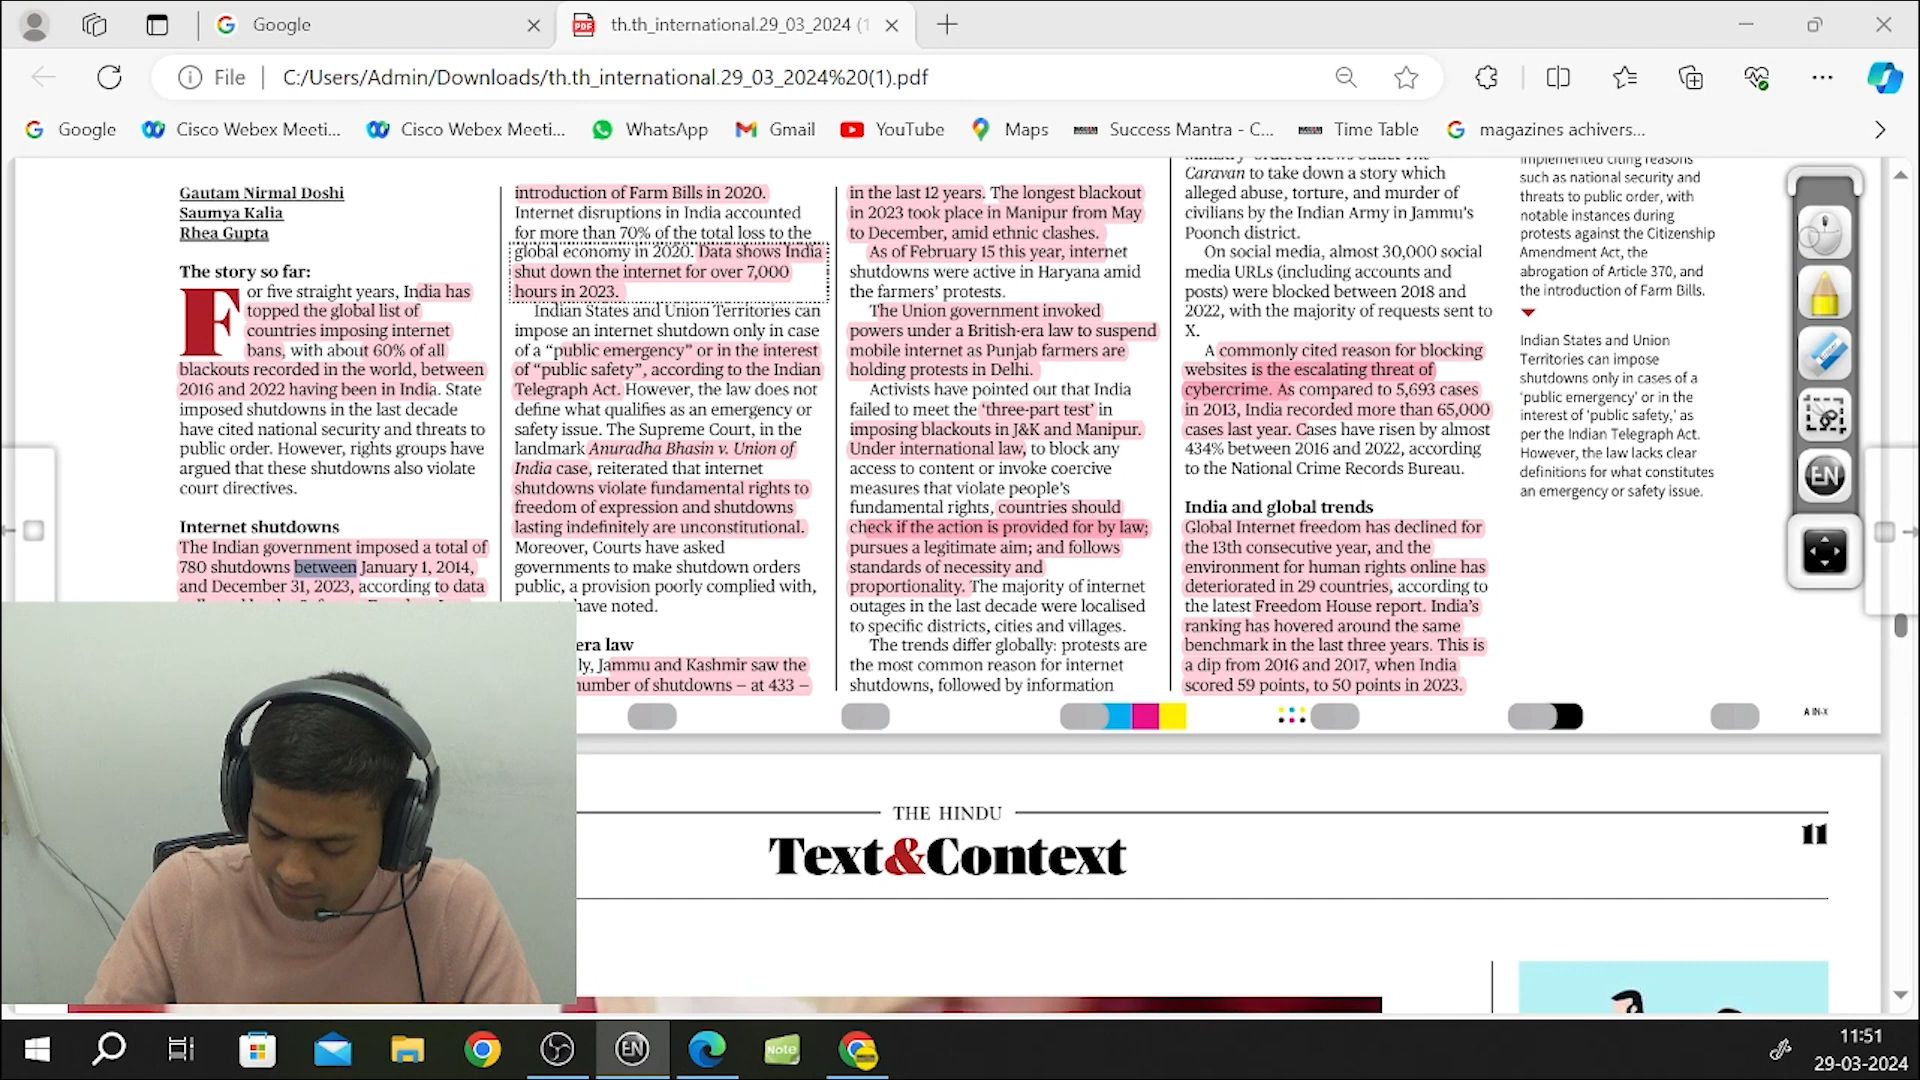 Google
th.th_international.29_03_2024 (1
File
C:/Users/Admin/Downloads/th.th_international.29_03_2024%20(1).pdf
Google
Cisco Webex Meeti...
Cisco Webex Meeti...
WhatsApp
Gmail
YouTube
Maps
Success Mantra - C...
Time Table
magazines achivers...
Gautam Nirmal Doshi
Saumya Kalia
Rhea Gupta
The story so far:
For five straight years, India has
topped the global list of
countries imposing internet
bans, with about 60% of all
blackouts recorded in the world, between
2016 and 2022 having been in India. State
imposed shutdowns in the last decade
have cited national security and threats to
public order. However, rights groups have
argued that these shutdowns also violate
court directives.
Internet shutdowns
The Indian government imposed a total of
780 shutdowns between January 1, 2014,
and December 31, 2023, according to data
introduction of Farm Bills in 2020.
Internet disruptions in India accounted
for more than 70% of the total loss to the
global economy in 2020. Data shows India
shut down the internet for over 7,000
hours in 2023.
Indian States and Union Territories can
impose an internet shutdown only in case
of a “public emergency” or in the interest
of “public safety”, according to the Indian
Telegraph Act. However, the law does not
define what qualifies as an emergency or
safety issue. The Supreme Court, in the
landmark Anuradha Bhasin v. Union of
India case, reiterated that internet
shutdowns violate fundamental rights to
freedom of expression and shutdowns
lasting indefinitely are unconstitutional.
Moreover, Courts have asked
governments to make shutdown orders
public, a provision poorly complied with,
have noted.
era law
ly, Jammu and Kashmir saw the
number of shutdowns – at 433 –
in the last 12 years. The longest blackout
in 2023 took place in Manipur from May
to December, amid ethnic clashes.
As of February 15 this year, internet
shutdowns were active in Haryana amid
the farmers’ protests.
The Union government invoked
powers under a British-era law to suspend
mobile internet as Punjab farmers are
holding protests in Delhi.
Activists have pointed out that India
failed to meet the ‘three-part test’ in
imposing blackouts in J&K and Manipur.
Under international law, to block any
access to content or invoke coercive
measures that violate people’s
fundamental rights, countries should
check if the action is provided for by law;
pursues a legitimate aim; and follows
standards of necessity and
proportionality. The majority of internet
outages in the last decade were localised
to specific districts, cities and villages.
The trends differ globally: protests are
the most common reason for internet
shutdowns, followed by information
Caravan to take down a story which
alleged abuse, torture, and murder of
civilians by the Indian Army in Jammu’s
Poonch district.
On social media, almost 30,000 social
media URLs (including accounts and
posts) were blocked between 2018 and
2022, with the majority of requests sent to
X.
A commonly cited reason for blocking
websites is the escalating threat of
cybercrime. As compared to 5,693 cases
in 2013, India recorded more than 65,000
cases last year. Cases have risen by almost
434% between 2016 and 2022, according
to the National Crime Records Bureau.
India and global trends
Global Internet freedom has declined for
the 13th consecutive year, and the
environment for human rights online has
deteriorated in 29 countries, according to
the latest Freedom House report. India’s
ranking has hovered around the same
benchmark in the last three years. This is
a dip from 2016 and 2017, when India
scored 59 points, to 50 points in 2023.
implemented citing reasons
such as national security and
threats to public order, with
notable instances during
protests against the Citizenship
Amendment Act, the
abrogation of Article 370, and
the introduction of Farm Bills.
Indian States and Union
Territories can impose
shutdowns only in cases of a
‘public emergency’ or in the
interest of ‘public safety,’ as
per the Indian Telegraph Act.
However, the law lacks clear
definitions for what constitutes
an emergency or safety issue.
EN
A IN-X
THE HINDU
Text&Context
11
EN
Note
11:51
29-03-2024